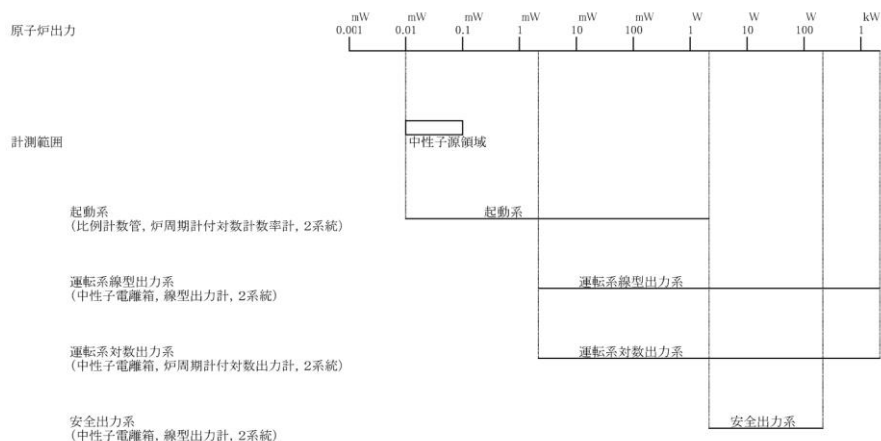 mW mW mW mW mW mW W W W kW
原子炉出力 0.001 0.01 0.1 1 10 100 1 10 100 1
計測範囲
中性子源領域
起動系
(比例計数管, 炉周期計付対数計数率計, 2系統)
起動系
運転系線型出力系
(中性子電離箱, 線型出力計, 2系統)
運転系線型出力系
運転系対数出力系
(中性子電離箱, 炉周期計付対数出力計, 2系統)
運転系対数出力系
安全出力系
(中性子電離箱, 線型出力計, 2系統)
安全出力系